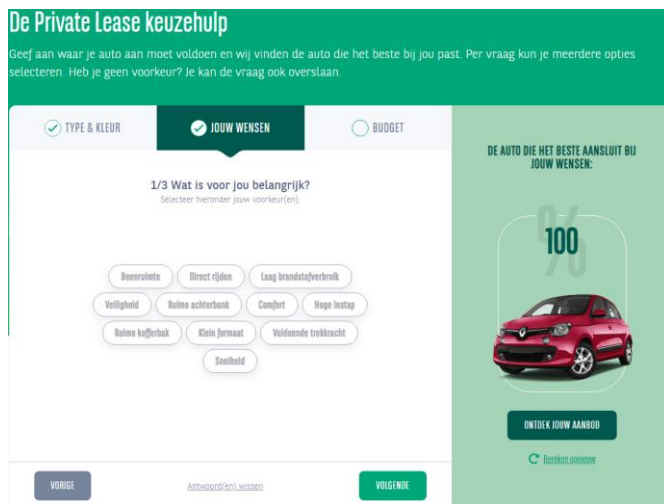 De Private Lease keuzehulp
Geef aan waar je auto aan moet voldoen en wij vinden de auto die het beste bij jou past. Per vraag kun je meerdere opties
selecteren. Heb je geen voorkeur? Je kan de vraag ook overslaan.
TYPE & KLEUR
JOUW WENSEN
BUDGET
1/3 Wat is voor jou belangrijk?
Selecteer hieronder jouw voorkeur(en).
Beenruimte
Direct rijden
Laag brandstofverbruik
Veiligheid
Ruime achterbank
Comfort
Hoge instap
Ruime kofferbak
Klein formaat
Voldoende trekkracht
Snelheid
VORIGE
Antwoord(en) wissen
VOLGENDE
DE AUTO DIE HET BESTE AANSLUIT BIJ
JOUW WENSEN:
%
100
ONTDEK JOUW AANBOD
Bereken opnieuw